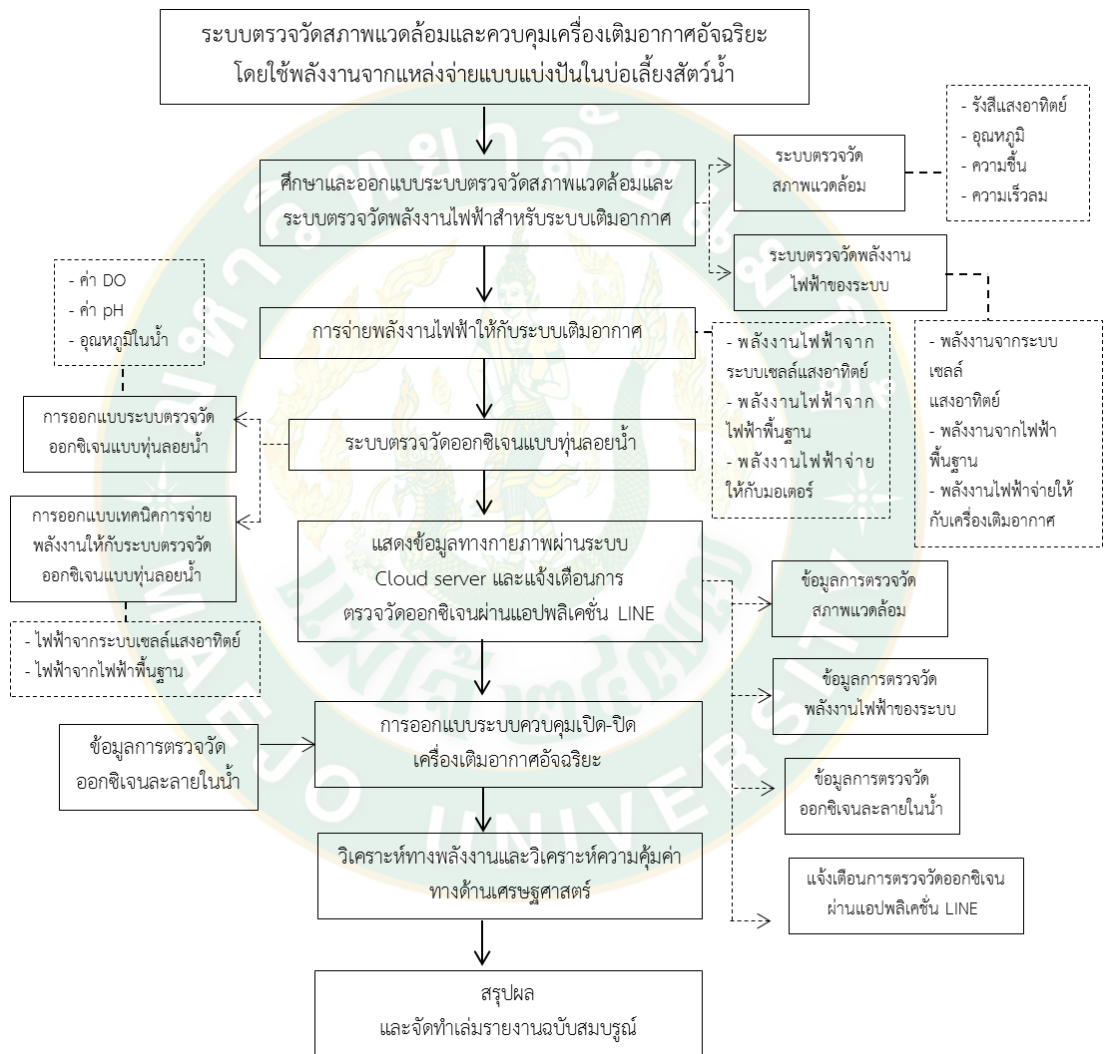 ระบบตรวจวัดสภาพแวดล้อมและควบคุมเครื่องเติมอากาศอัจฉริยะ
โดยใช้พลังงานจากแหล่งจ่ายแบบแบ่งปันในบ่อเลี้ยงสัตว์น้ำ
ศึกษาและออกแบบระบบตรวจวัดสภาพแวดล้อมและ
ระบบตรวจวัดพลังงานไฟฟ้าสำหรับระบบเติมอากาศ
ระบบตรวจวัด
สภาพแวดล้อม
- รังสีแสงอาทิตย์
- อุณหภูมิ
- ความชื้น
- ความเร็วลม
ระบบตรวจวัดพลังงาน
ไฟฟ้าของระบบ
- พลังงานจากระบบ
เซลล์
แสงอาทิตย์
- พลังงานจากไฟฟ้า
พื้นฐาน
- พลังงานไฟฟ้าจ่ายให้
กับเครื่องเติมอากาศ
การจ่ายพลังงานไฟฟ้าให้กับระบบเติมอากาศ
- พลังงานไฟฟ้าจาก
ระบบเซลล์แสงอาทิตย์
- พลังงานไฟฟ้าจาก
ไฟฟ้าพื้นฐาน
- พลังงานไฟฟ้าจ่าย
ให้กับมอเตอร์
- ค่า DO
- ค่า pH
- อุณหภูมิในน้ำ
การออกแบบระบบตรวจวัด
ออกซิเจนแบบทุ่นลอยน้ำ
ระบบตรวจวัดออกซิเจนแบบทุ่นลอยน้ำ
การออกแบบเทคนิคการจ่าย
พลังงานให้กับระบบตรวจวัด
ออกซิเจนแบบทุ่นลอยน้ำ
- ไฟฟ้าจากระบบเซลล์แสงอาทิตย์
- ไฟฟ้าจากไฟฟ้าพื้นฐาน
แสดงข้อมูลทางกายภาพผ่านระบบ
Cloud server และแจ้งเตือนการ
ตรวจวัดออกซิเจนผ่านแอปพลิเคชั่น LINE
ข้อมูลการตรวจวัด
สภาพแวดล้อม
ข้อมูลการตรวจวัด
พลังงานไฟฟ้าของระบบ
ข้อมูลการตรวจวัด
ออกซิเจนละลายในน้ำ
แจ้งเตือนการตรวจวัดออกซิเจน
ผ่านแอปพลิเคชั่น LINE
ข้อมูลการตรวจวัด
ออกซิเจนละลายในน้ำ
การออกแบบระบบควบคุมเปิด-ปิด
เครื่องเติมอากาศอัจฉริยะ
วิเคราะห์ทางพลังงานและวิเคราะห์ความคุ้มค่า
ทางด้านเศรษฐศาสตร์
สรุปผล
และจัดทำเล่มรายงานฉบับสมบรูณ์
มหาวิทยาลัยแม่โจ้
แม่โจ้ ๒๔๗๗
MAEJO UNIVERSITY